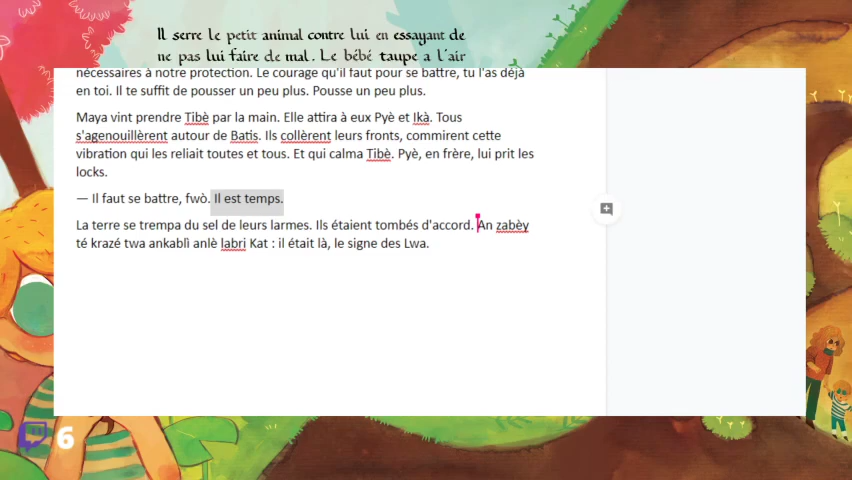 Il serre le petit animal contre lui en essayant de
ne pas lui faire de mal. Le bébé taupe a l'air
nécessaires à notre protection. Le courage qu'il faut pour se battre, tu l'as déjà
en toi. Il te suffit de pousser un peu plus. Pousse un peu plus.
Maya vint prendre Tibè par la main. Elle attira à eux Pyè et Ikà. Tous
s'agenouillèrent autour de Batis. Ils collèrent leurs fronts, commirent cette
vibration qui les reliait toutes et tous. Et qui calma Tibè. Pyè, en frère, lui prit les
locks.
— Il faut se battre, fwò. Il est temps.
La terre se trempa du sel de leurs larmes. Ils étaient tombés d'accord. An zabèy
té krazé twa ankablì anlè labri Kat : il était là, le signe des Lwa.
6